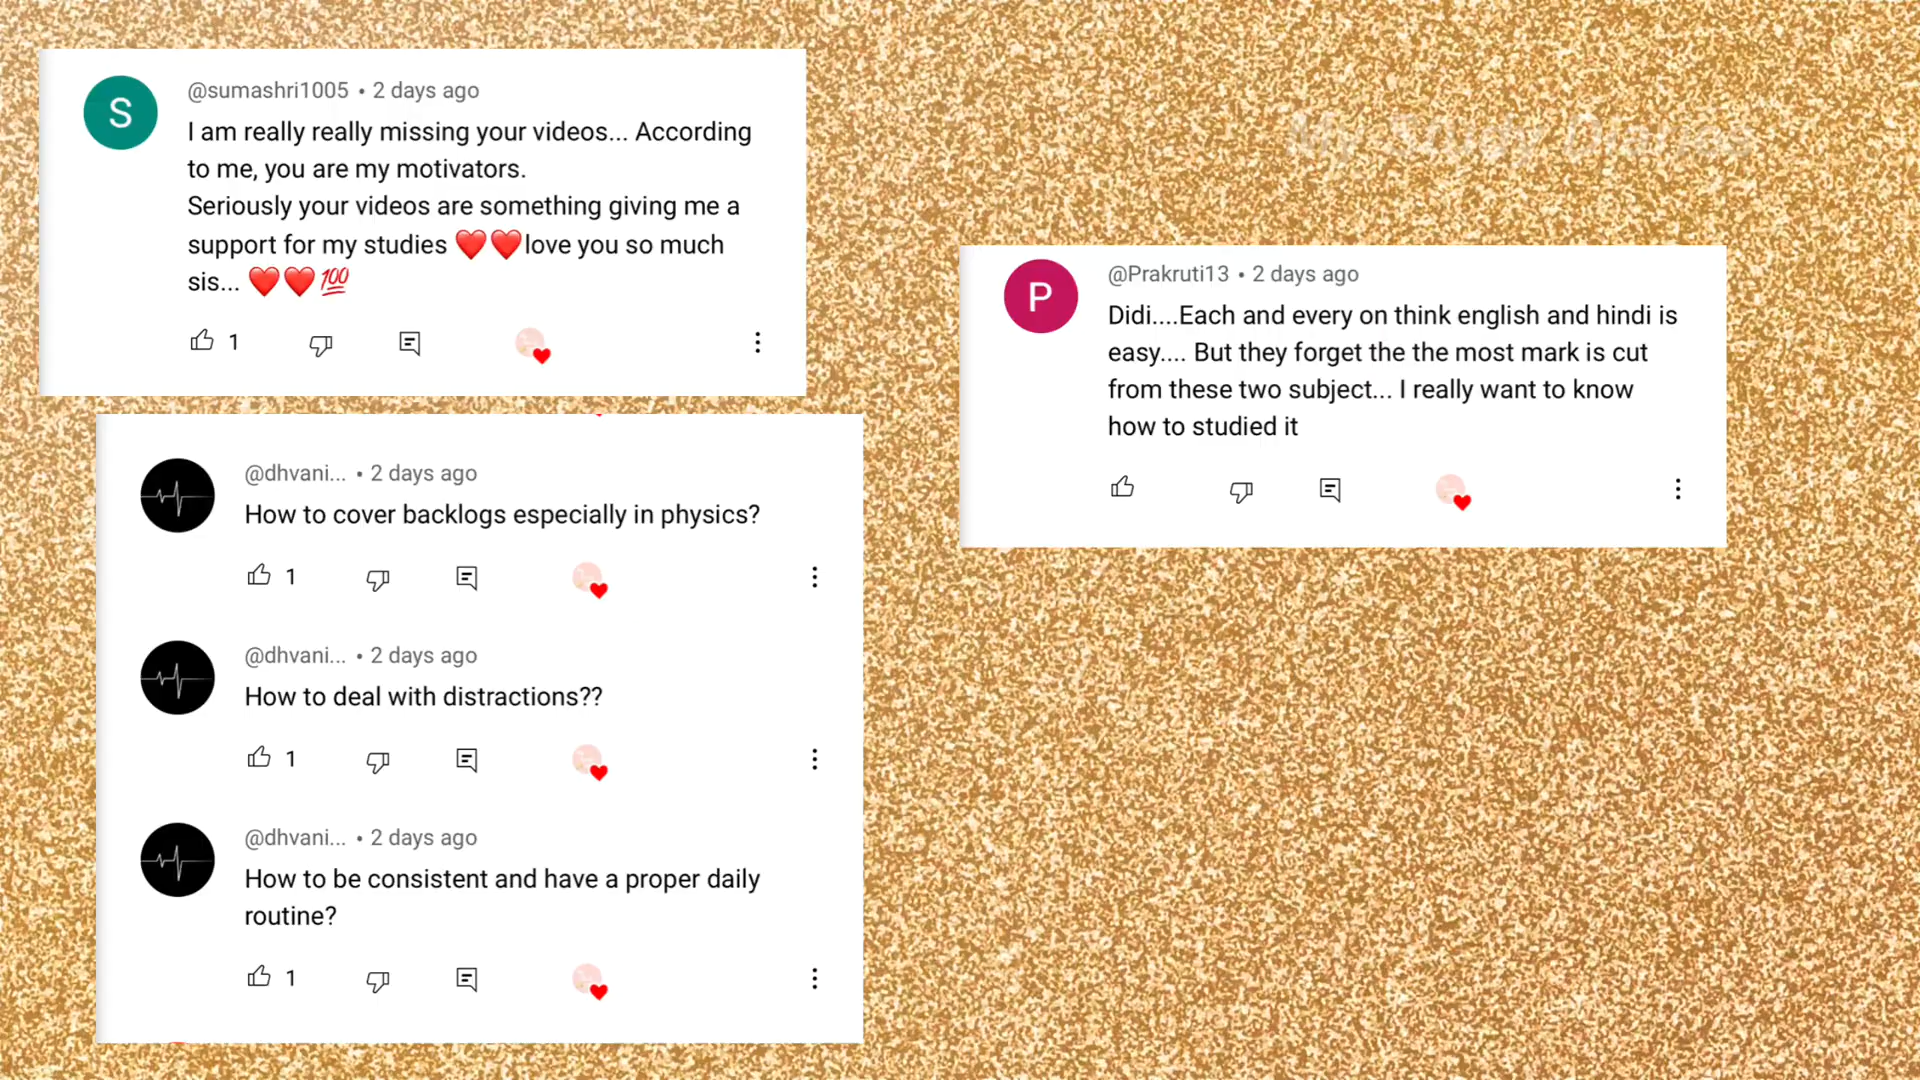 S
@sumashri1005 • 2 days ago
I am really really missing your videos... According
to me, you are my motivators.
Seriously your videos are something giving me a
support for my studies ❤️❤️love you so much
sis... ❤️❤️💯
1
@dhvani... • 2 days ago
How to cover backlogs especially in physics?
1
@dhvani... • 2 days ago
How to deal with distractions??
1
@dhvani... • 2 days ago
How to be consistent and have a proper daily
routine?
1
My Study Diaries
P
@Prakruti13 • 2 days ago
Didi....Each and every on think english and hindi is
easy.... But they forget the the most mark is cut
from these two subject... I really want to know
how to studied it